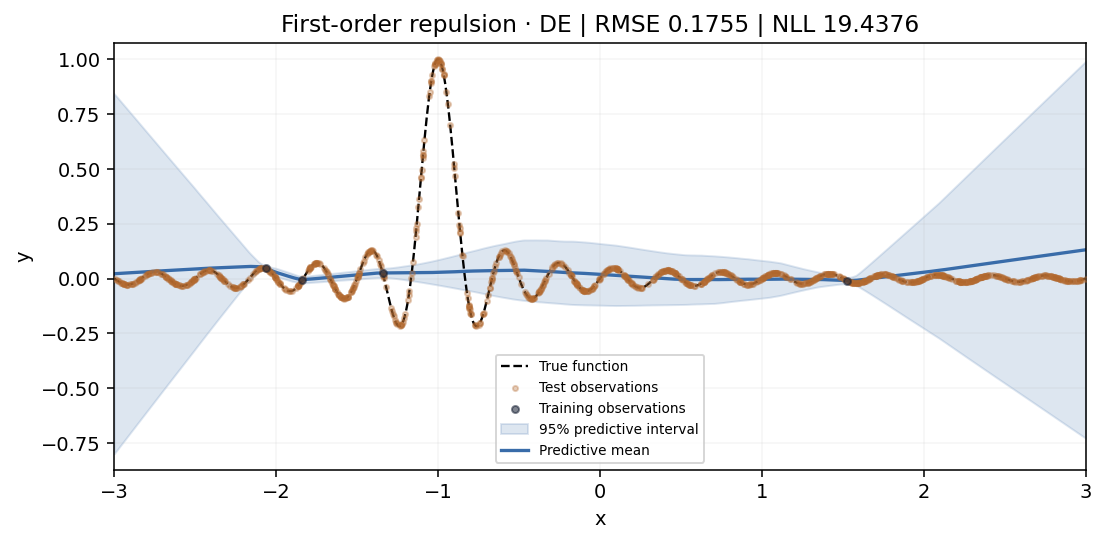 First-order repulsion · DE | RMSE 0.1755 | NLL 19.4376
1.00
0.75
0.50
0.25
0.00
−0.25
−0.50
−0.75
y
True function
Test observations
Training observations
95% predictive interval
Predictive mean
−3 −2 −1 0 1 2 3
x